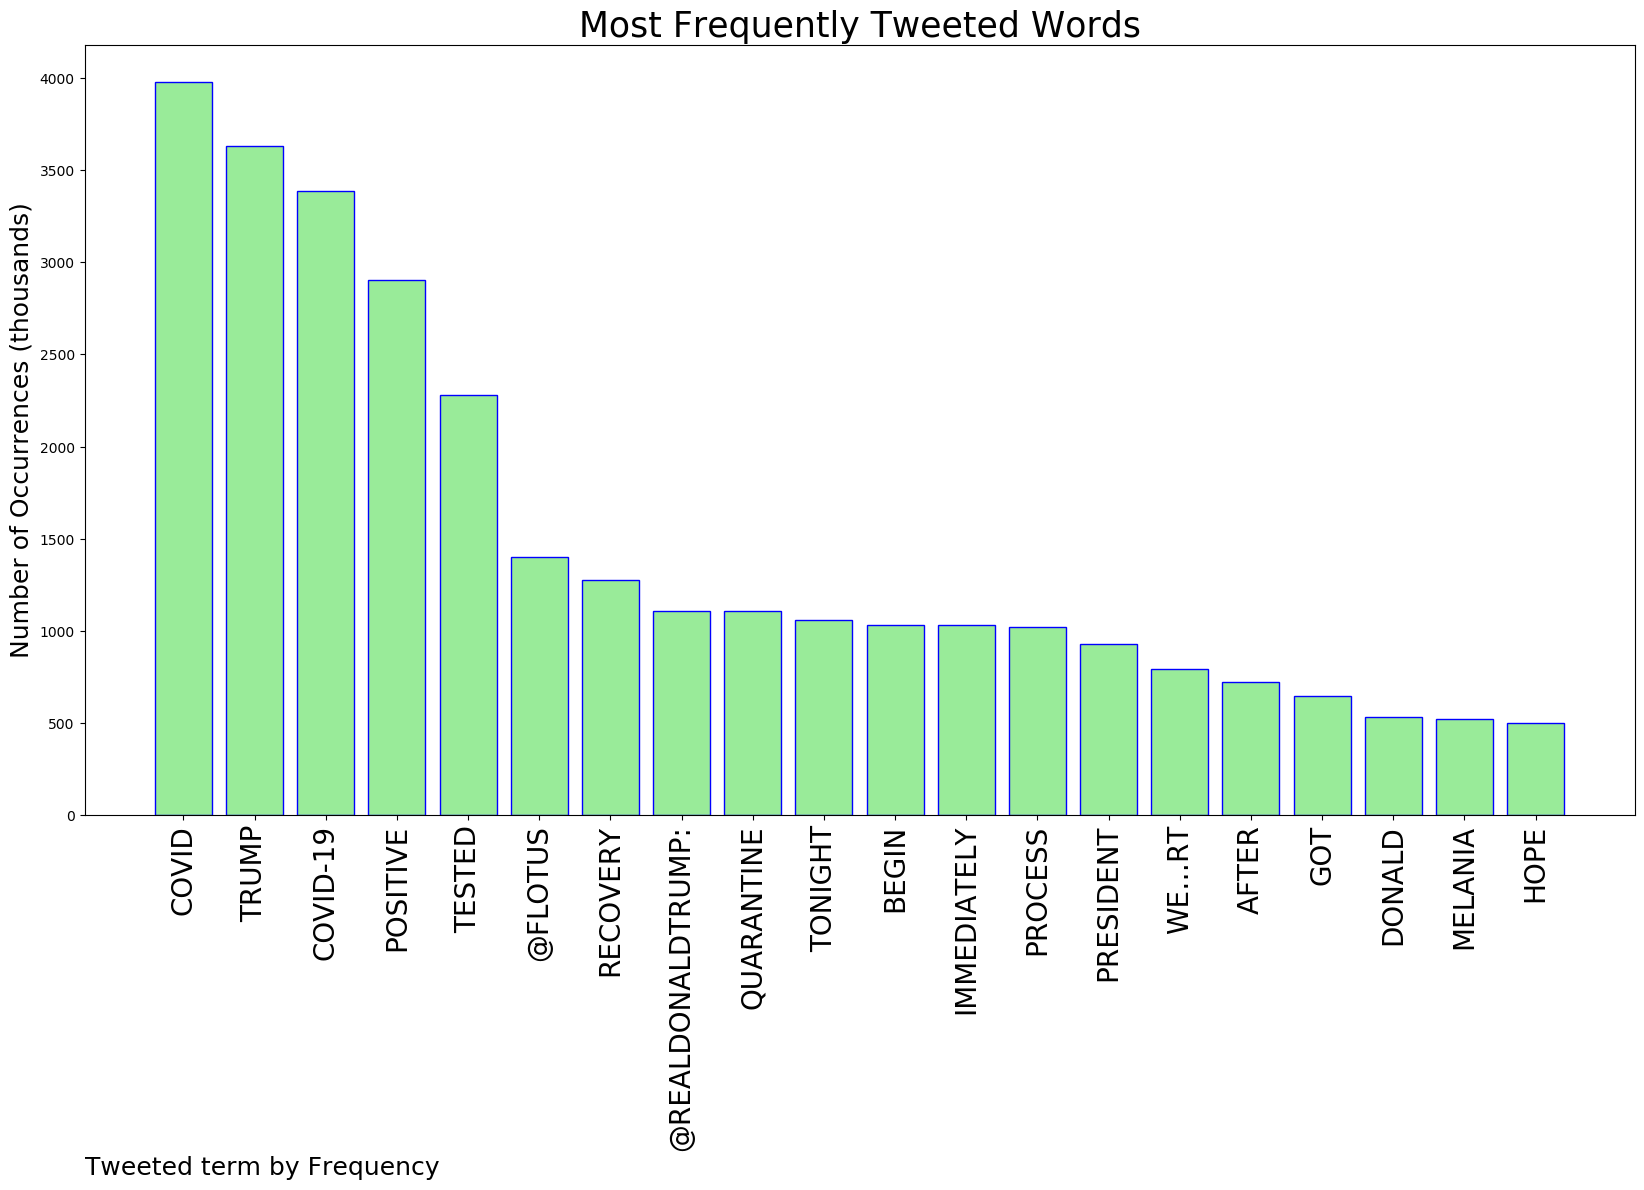 Most Frequently Tweeted Words
Number of Occurrences (thousands)
4000
3500
3000
2500
2000
1500
1000
500
0
COVID
TRUMP
COVID-19
POSITIVE
TESTED
@FLOTUS
RECOVERY
@REALDONALDTRUMP:
QUARANTINE
TONIGHT
BEGIN
IMMEDIATELY
PROCESS
PRESIDENT
WE...RT
AFTER
GOT
DONALD
MELANIA
HOPE
Tweeted term by Frequency